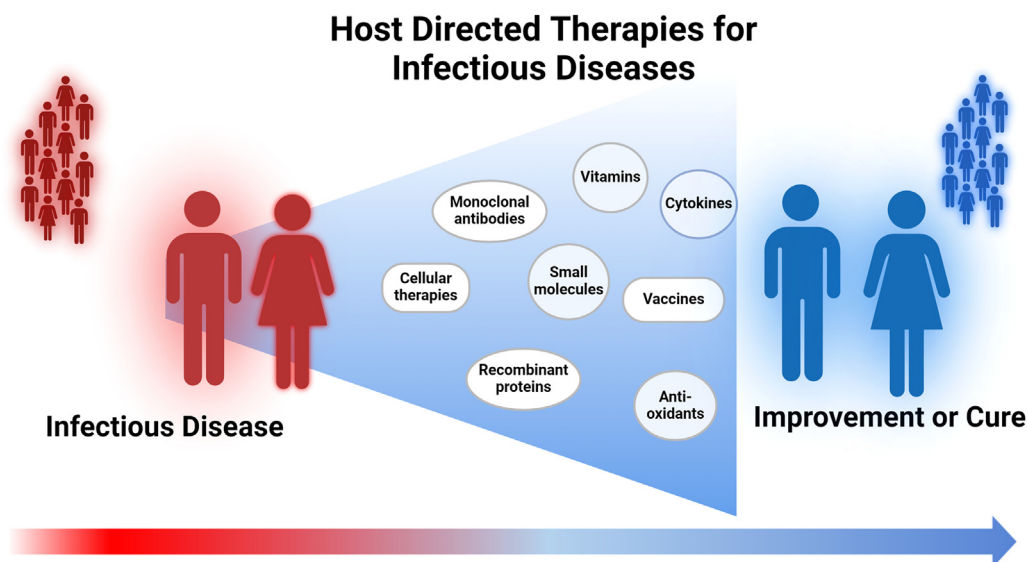 Host Directed Therapies for
Infectious Diseases
Vitamins
Monoclonal
antibodies
Cytokines
Cellular
therapies
Small
molecules
Vaccines
Recombinant
proteins
Anti-
oxidants
Infectious Disease
Improvement or Cure